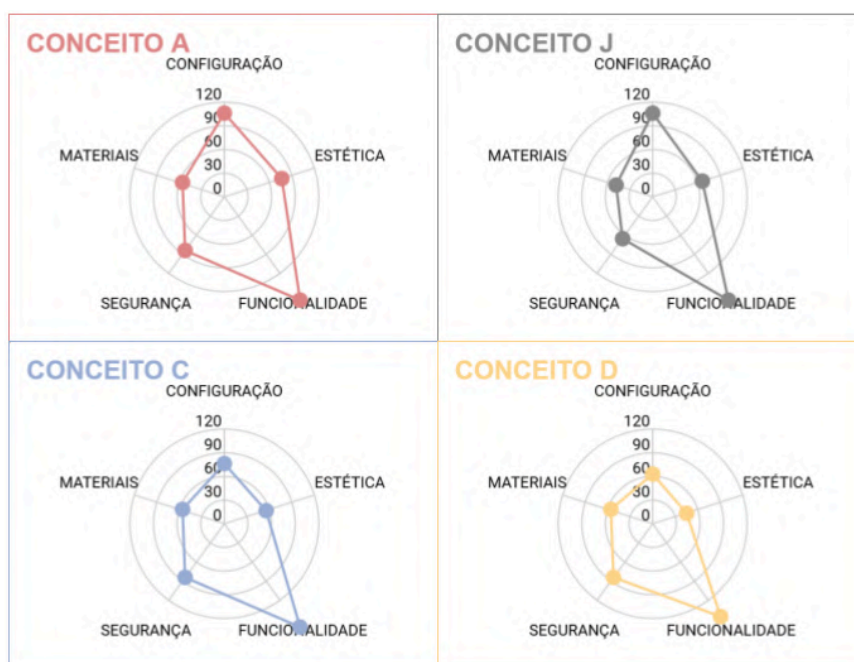 CONCEITO A
CONFIGURAÇÃO
120
90
60
30
0
MATERIAIS
ESTÉTICA
SEGURANÇA
FUNCIONALIDADE
CONCEITO J
CONFIGURAÇÃO
120
90
60
30
0
MATERIAIS
ESTÉTICA
SEGURANÇA
FUNCIONALIDADE
CONCEITO C
CONFIGURAÇÃO
120
90
60
30
0
MATERIAIS
ESTÉTICA
SEGURANÇA
FUNCIONALIDADE
CONCEITO D
CONFIGURAÇÃO
120
90
60
30
0
MATERIAIS
ESTÉTICA
SEGURANÇA
FUNCIONALIDADE